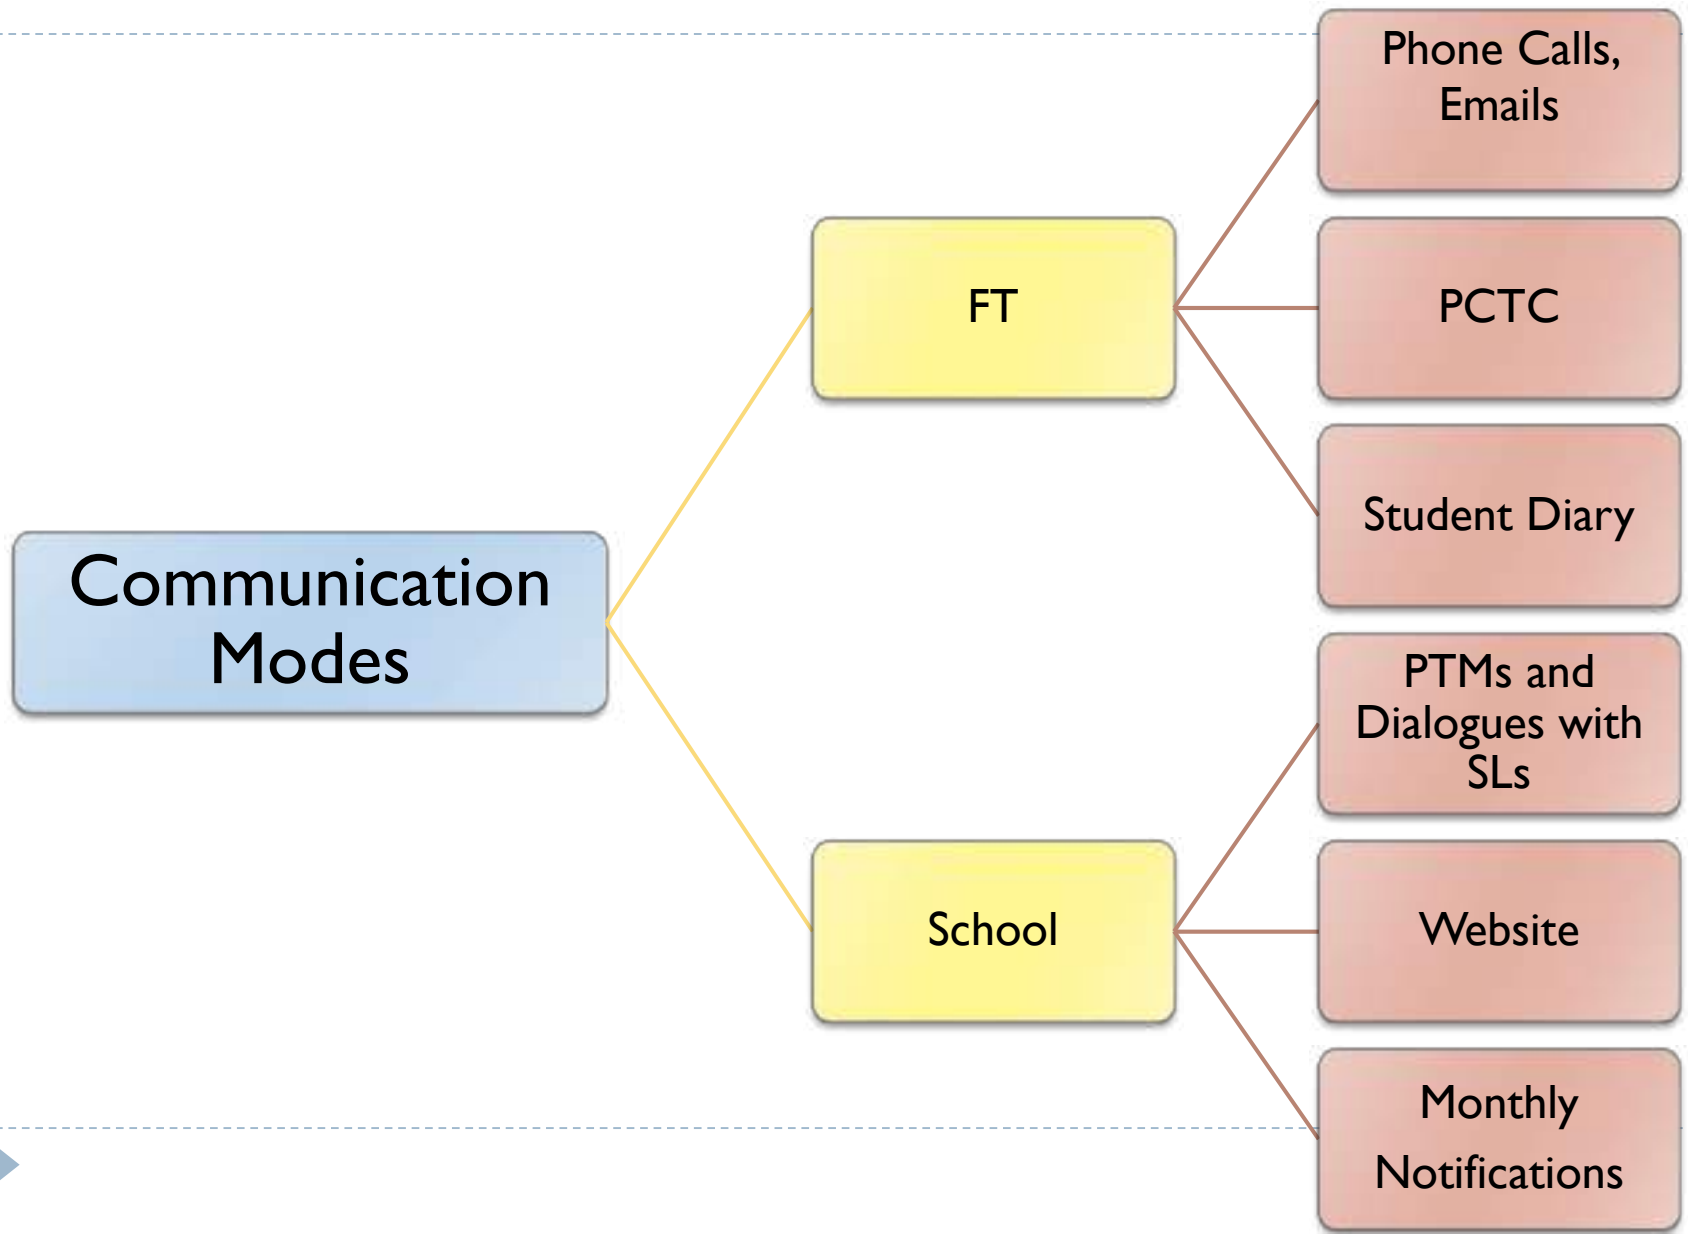 Communication
Modes
FT
Phone Calls,
Emails
PCTC
Student Diary
School
PTMs and
Dialogues with
SLs
Website
Monthly
Notifications